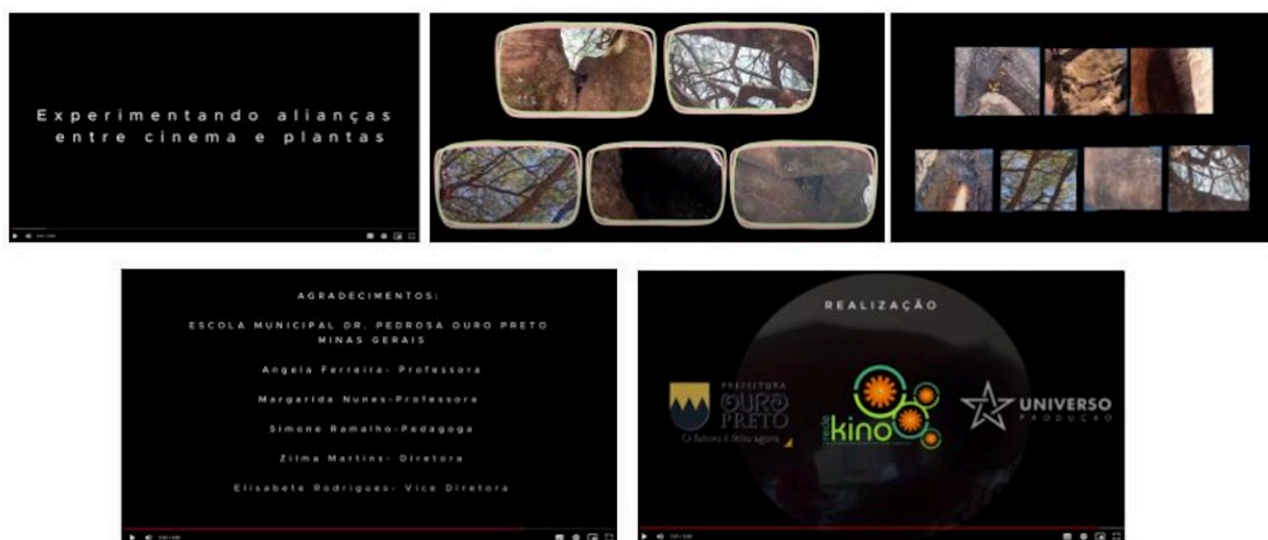 Experimentando alianças
entre cinema e plantas
AGRADECIMENTOS:
ESCOLA MUNICIPAL DR. PEDROSA OURO PRETO
MINAS GERAIS
Angela Ferreira- Professora
Margarida Nunes-Professora
Simone Ramalho-Pedagoga
Zilma Martins- Diretora
Elisabete Rodrigues- Vice Diretora
REALIZAÇÃO
PREFEITURA
OURO
PRETO
O futuro é feito agora
rede
kino
UNIVERSO
PRODUÇÃO